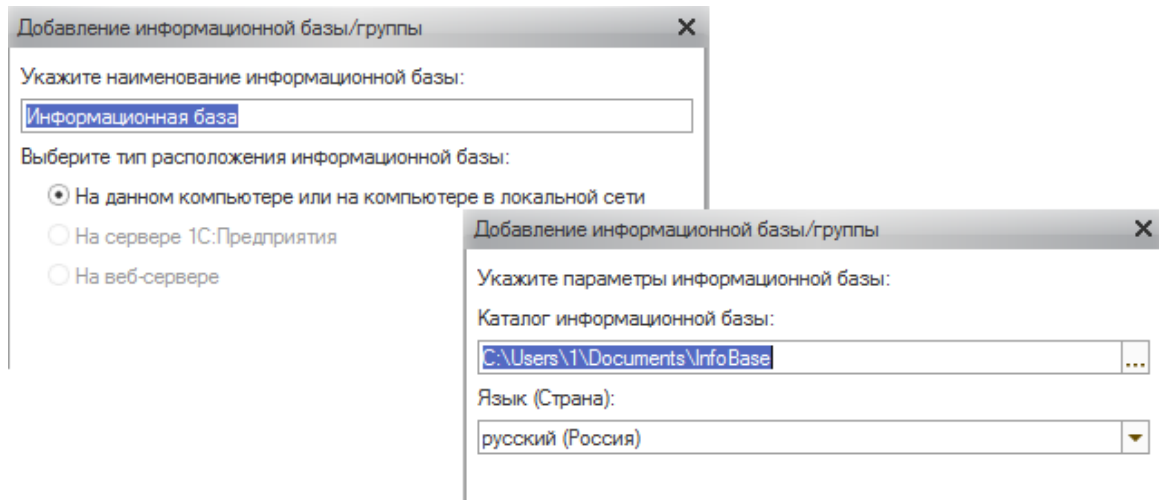 Добавление информационной базы/группы
Укажите наименование информационной базы:
Информационная база
Выберите тип расположения информационной базы:
На данном компьютере или на компьютере в локальной сети
На сервере 1С:Предприятия
На веб-сервере
Добавление информационной базы/группы
Укажите параметры информационной базы:
Каталог информационной базы:
C:\Users\1\Documents\InfoBase
...
Язык (Страна):
русский (Россия)